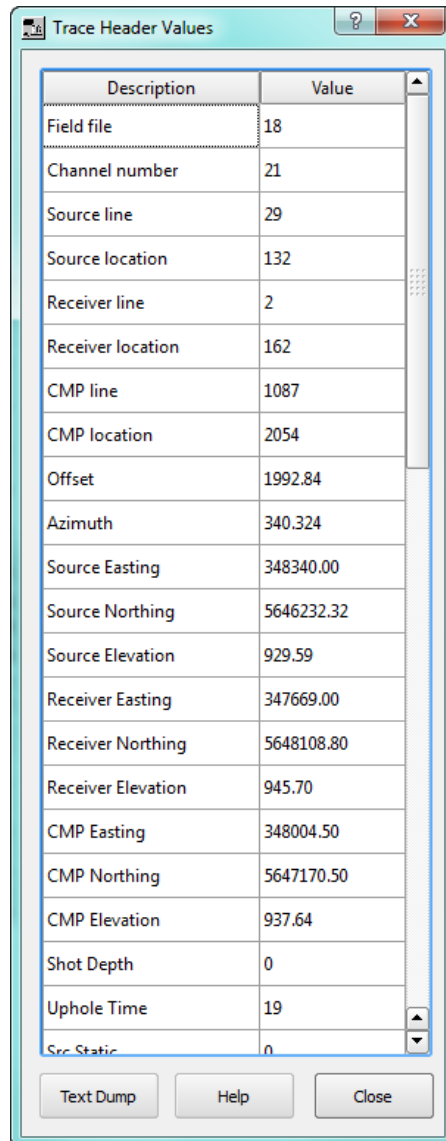 Trace Header Values
Description Value
Field file 18
Channel number 21
Source line 29
Source location 132
Receiver line 2
Receiver location 162
CMP line 1087
CMP location 2054
Offset 1992.84
Azimuth 340.324
Source Easting 348340.00
Source Northing 5646232.32
Source Elevation 929.59
Receiver Easting 347669.00
Receiver Northing 5648108.80
Receiver Elevation 945.70
CMP Easting 348004.50
CMP Northing 5647170.50
CMP Elevation 937.64
Shot Depth 0
Uphole Time 19
Src Static 0
Text Dump Help Close